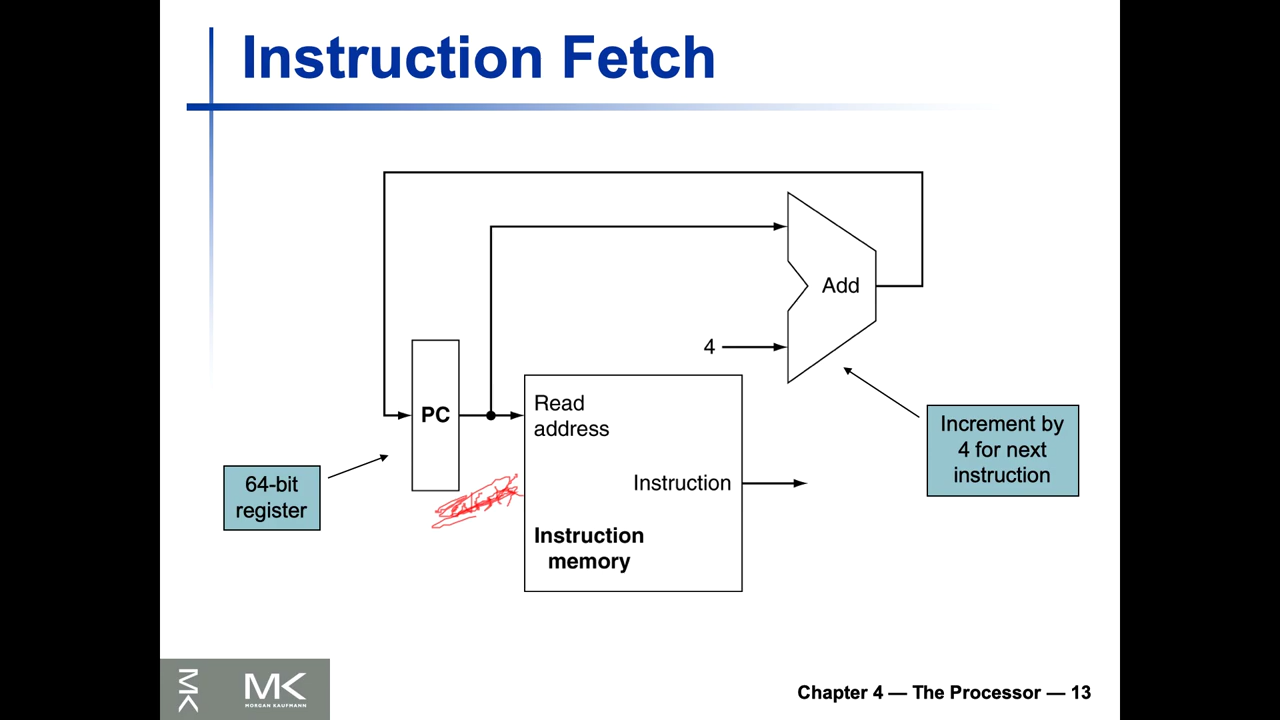 Instruction Fetch
Add
4
PC
Read
address
Instruction
Instruction
memory
64-bit
register
Increment by
4 for next
instruction
MK
MK
MORGAN KAUFMANN
Chapter 4 — The Processor — 13